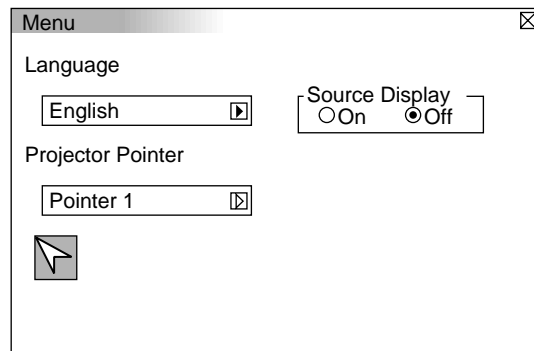 Menu
Language
English
Source Display
On Off
Projector Pointer
Pointer 1